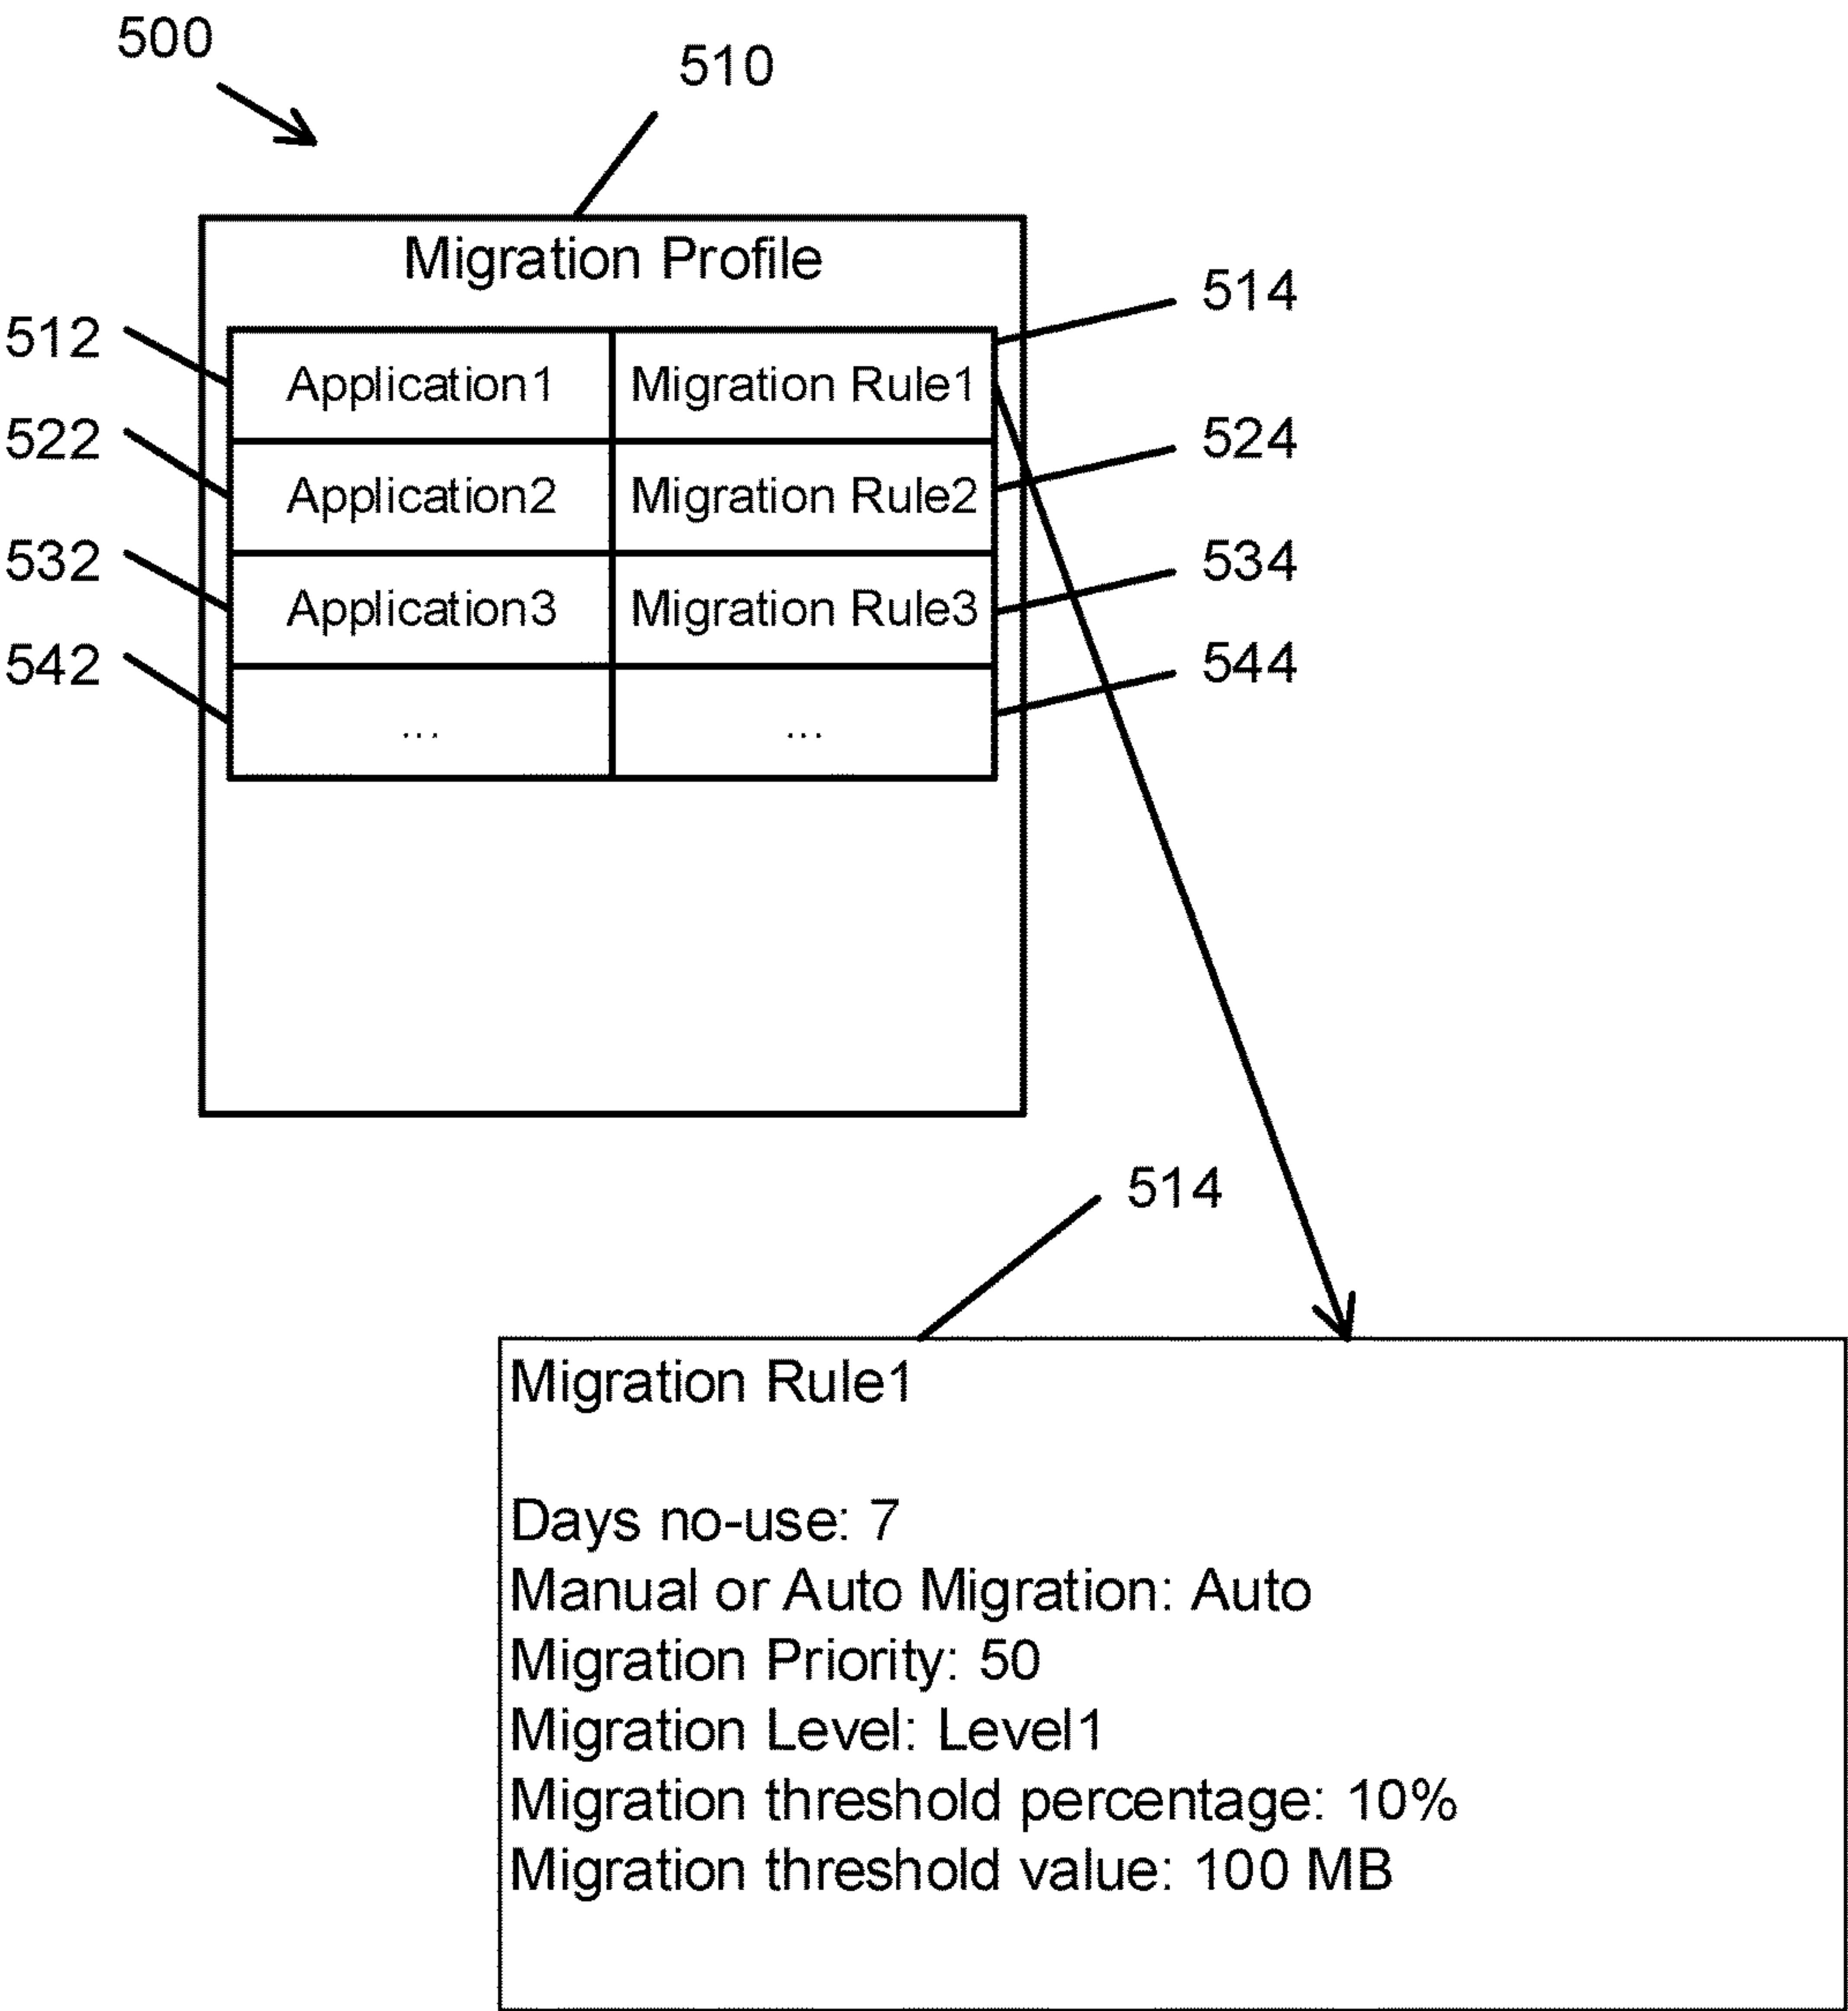 500
510
Migration Profile
514
512
Application1 Migration Rule1
522
524
Application2 Migration Rule2
532
534
Application3 Migration Rule3
542
544
... ...
514
Migration Rule1
Days no-use: 7
Manual or Auto Migration: Auto
Migration Priority: 50
Migration Level: Level1
Migration threshold percentage: 10%
Migration threshold value: 100 MB